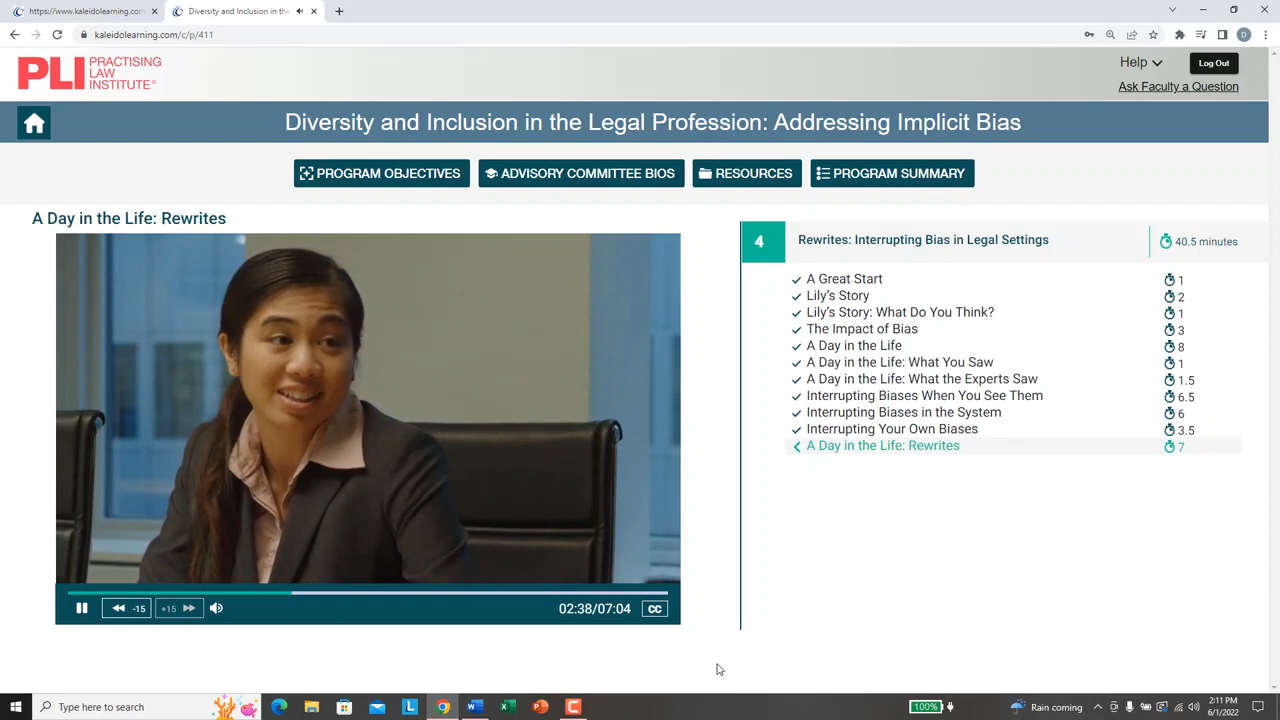 https://www.kaleidolearning.com
Diversity and Inclusion in the
kaleidolearning.com/c/p/411
D
PLI PRACTISING
LAW
INSTITUTE®
Help
Log Out
Ask Faculty a Question
Diversity and Inclusion in the Legal Profession: Addressing Implicit Bias
PROGRAM OBJECTIVES
ADVISORY COMMITTEE BIOS
RESOURCES
PROGRAM SUMMARY
A Day in the Life: Rewrites
4 Rewrites: Interrupting Bias in Legal Settings 40.5 minutes
A Great Start 1
Lily's Story 2
Lily's Story: What Do You Think? 1
The Impact of Bias 3
A Day in the Life 8
A Day in the Life: What You Saw 1
A Day in the Life: What the Experts Saw 1.5
Interrupting Biases When You See Them 6.5
Interrupting Biases in the System 6
Interrupting Your Own Biases 3.5
A Day in the Life: Rewrites 7
-15 +15 02:38/07:04 CC
Type here to search
L
W
X
P
C
100%
Rain coming
2:11 PM
6/1/2022